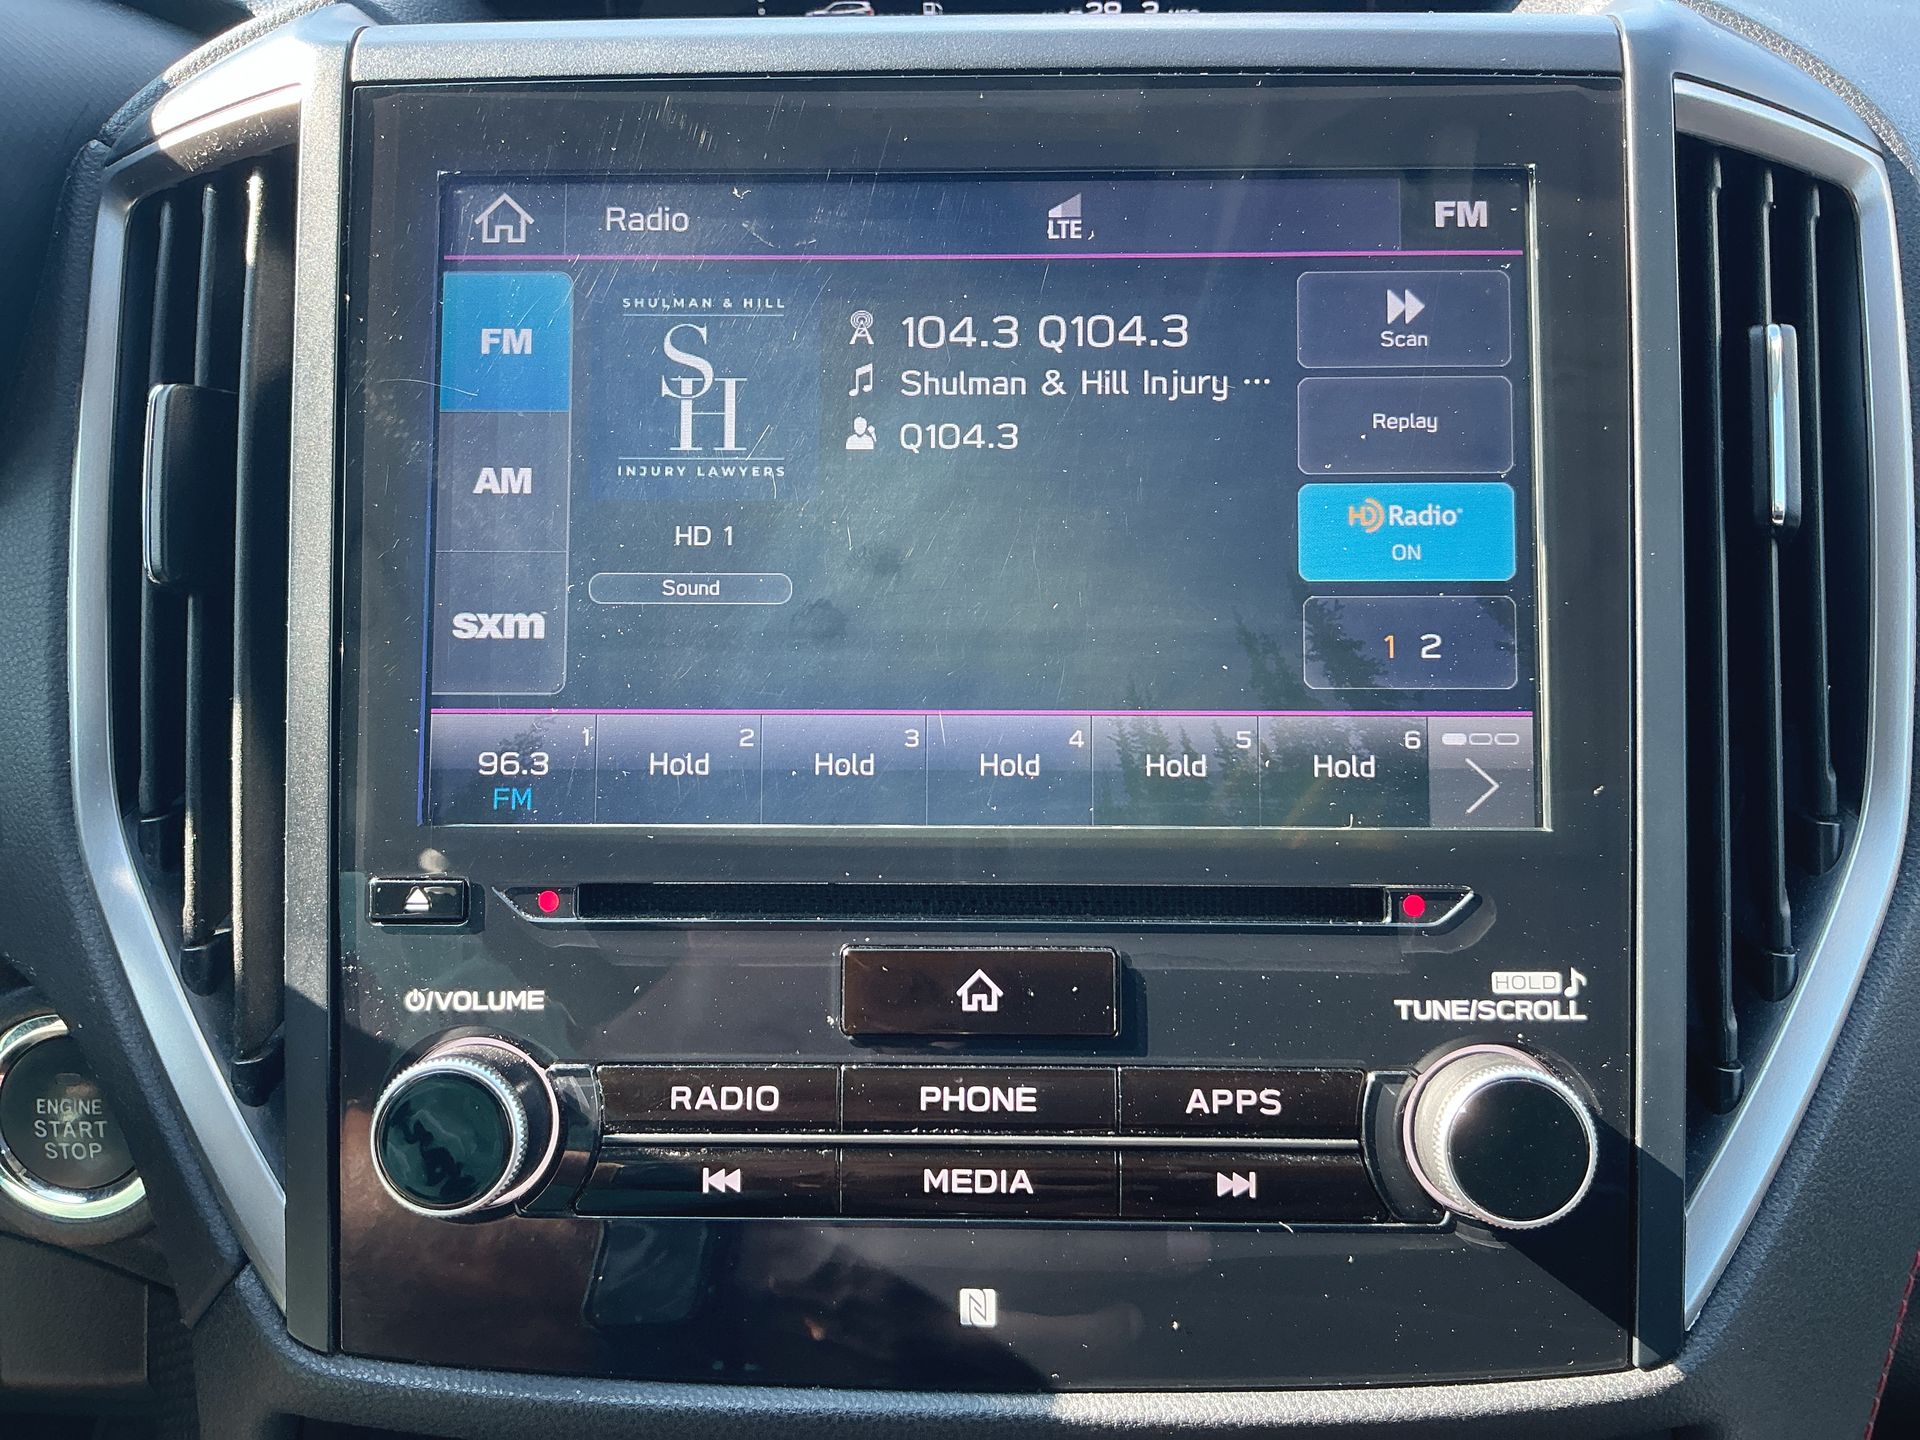 Radio
LTE
FM
FM
AM
sxm
SHULMAN & HILL
SH
INJURY LAWYERS
HD 1
Sound
104.3 Q104.3
Shulman & Hill Injury ···
Q104.3
Scan
Replay
HD Radio
ON
1 2
1
96.3
FM
2
Hold
3
Hold
4
Hold
5
Hold
6
Hold
/VOLUME
HOLD
TUNE/SCROLL
RADIO
PHONE
APPS
MEDIA
ENGINE
START
STOP
N